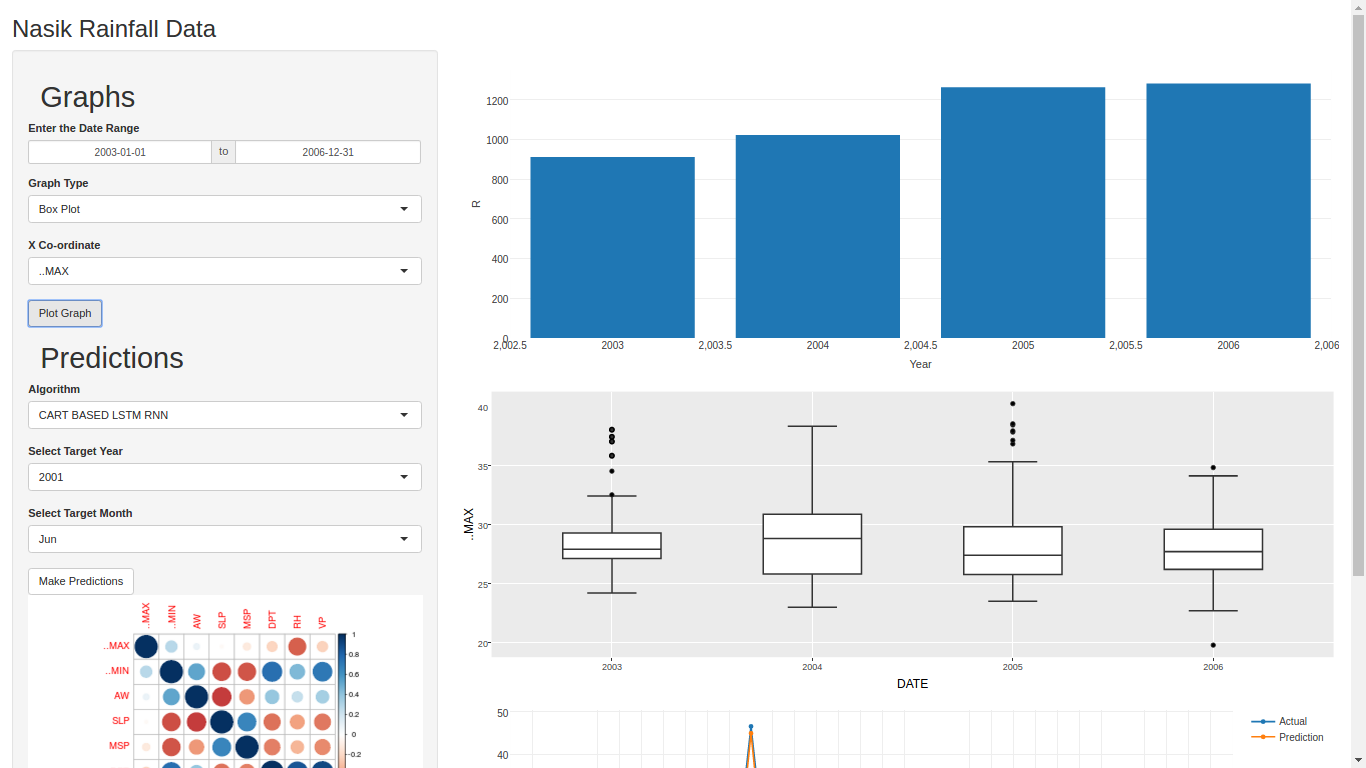 Nasik Rainfall Data
Graphs
Enter the Date Range
2003-01-01 to 2006-12-31
Graph Type
Box Plot
X Co-ordinate
..MAX
Plot Graph
Predictions
Algorithm
CART BASED LSTM RNN
Select Target Year
2001
Select Target Month
Jun
Make Predictions
..MAX ..MIN AW SLP MSP DPT RH VP
..MAX
..MIN
AW
SLP
MSP
1
0.8
0.6
0.4
0.2
0
-0.2
1200
1000
800
600
400
200
0
R
2,002.5 2003 2,003.5 2004 2,004.5 2005 2,005.5 2006 2,006
Year
40
35
30
25
20
..MAX
2003 2004 2005 2006
DATE
50
40
Actual
Prediction